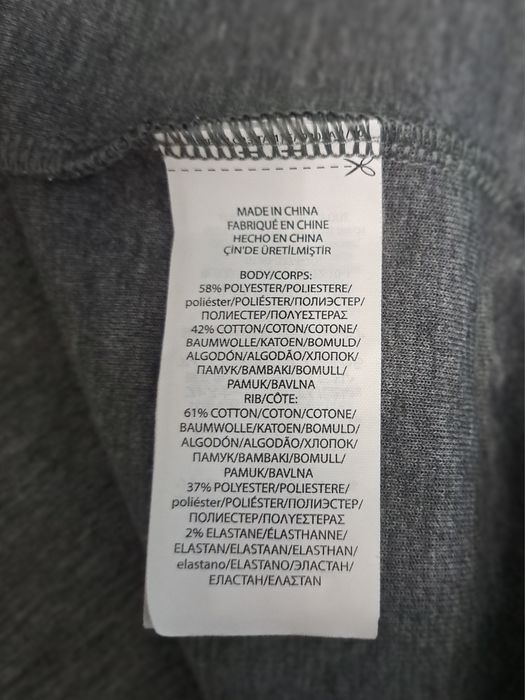 MADE IN CHINA
FABRIQUÉ EN CHINE
HECHO EN CHINA
ÇİN'DE ÜRETİLMİŞTİR
BODY/CORPS:
58% POLYESTER/POLIESTERE/
poliéster/POLIÉSTER/ПОЛИЭСТЕР/
ПОЛИЕСТЕР/ΠΟΛΥΕΣΤΕΡΑΣ
42% COTTON/COTON/COTONE/
BAUMWOLLE/KATOEN/BOMULD/
ALGODÓN/ALGODÃO/ХЛОПОК/
ПАМУК/ΒΑΜΒΑΚΙ/BOMULL/
PAMUK/BAVLNA
RIB/CÔTE:
61% COTTON/COTON/COTONE/
BAUMWOLLE/KATOEN/BOMULD/
ALGODÓN/ALGODÃO/ХЛОПОК/
ПАМУК/ΒΑΜΒΑΚΙ/BOMULL/
PAMUK/BAVLNA
37% POLYESTER/POLIESTERE/
poliéster/POLIÉSTER/ПОЛИЭСТЕР/
ПОЛИЕСТЕР/ΠΟΛΥΕΣΤΕΡΑΣ
2% ELASTANE/ÉLASTHANNE/
ELASTAN/ELASTAAN/ELASTHAN/
elastano/ELASTANO/ЭЛАСТАН/
ЕЛАСТАН/ΕΛΑΣΤΑΝ